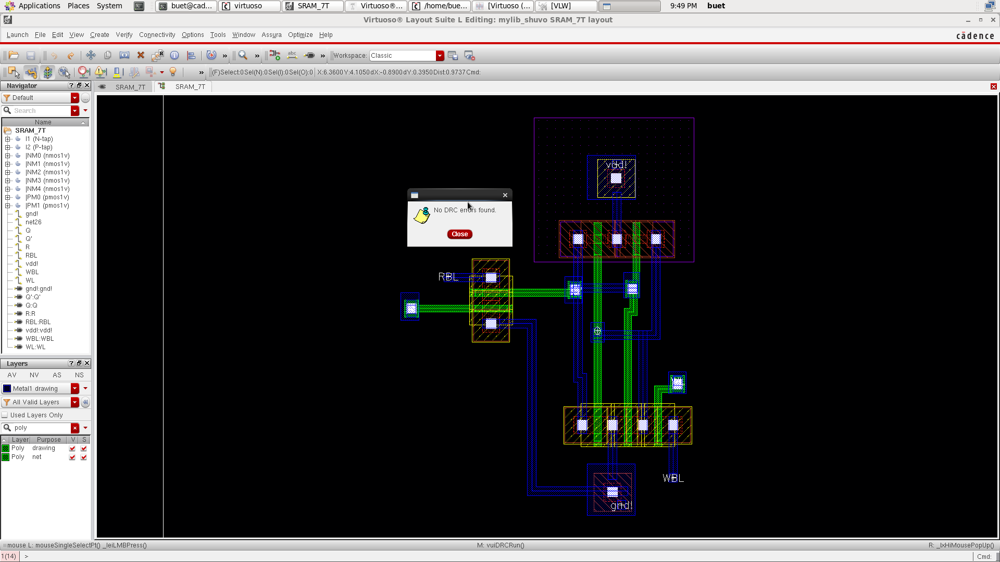 Applications Places System buet@cad... virtuoso SRAM_7T Virtuoso®... /home/bue... [Virtuoso (... [VLW] 9:49 PM buet
Virtuoso® Layout Suite L Editing: mylib_shuvo SRAM_7T layout
Launch File Edit View Create Verify Connectivity Options Tools Window Assura Optimize Help
cādence
» » abc » Workspace: Classic
» (F)Select:0 Sel(N):0 Sel(I):0 Sel(O):0 X:6.3600 Y:4.1050 dX:-0.8900 dY:0.3950 Dist:0.9737 Cmd:
Navigator
SRAM_7T SRAM_7T
Default
Search
Name
SRAM_7T
I1 (N-tap)
I2 (P-tap)
|NM0 (nmos1v)
|NM1 (nmos1v)
|NM2 (nmos1v)
|NM3 (nmos1v)
|NM4 (nmos1v)
|PM0 (pmos1v)
|PM1 (pmos1v)
gnd!
net26
Q
Q'
R
RBL
vdd!
WBL
WL
gnd!:gnd!
Q':Q'
Q:Q
R:R
RBL:RBL
vdd!:vdd!
WBL:WBL
WL:WL
Layers
AV NV AS NS
Metal1 drawing
All Valid Layers
Used Layers Only
poly
Layer Purpose V S
Poly drawing
Poly net
vdd!
No DRC errors found.
Close
RBL
WBL
gnd!
mouse L: mouseSingleSelectPt() _leiLMBPress() M: vuiDRCRun() R: _lxHiMousePopUp()
1(14) > Cmd: